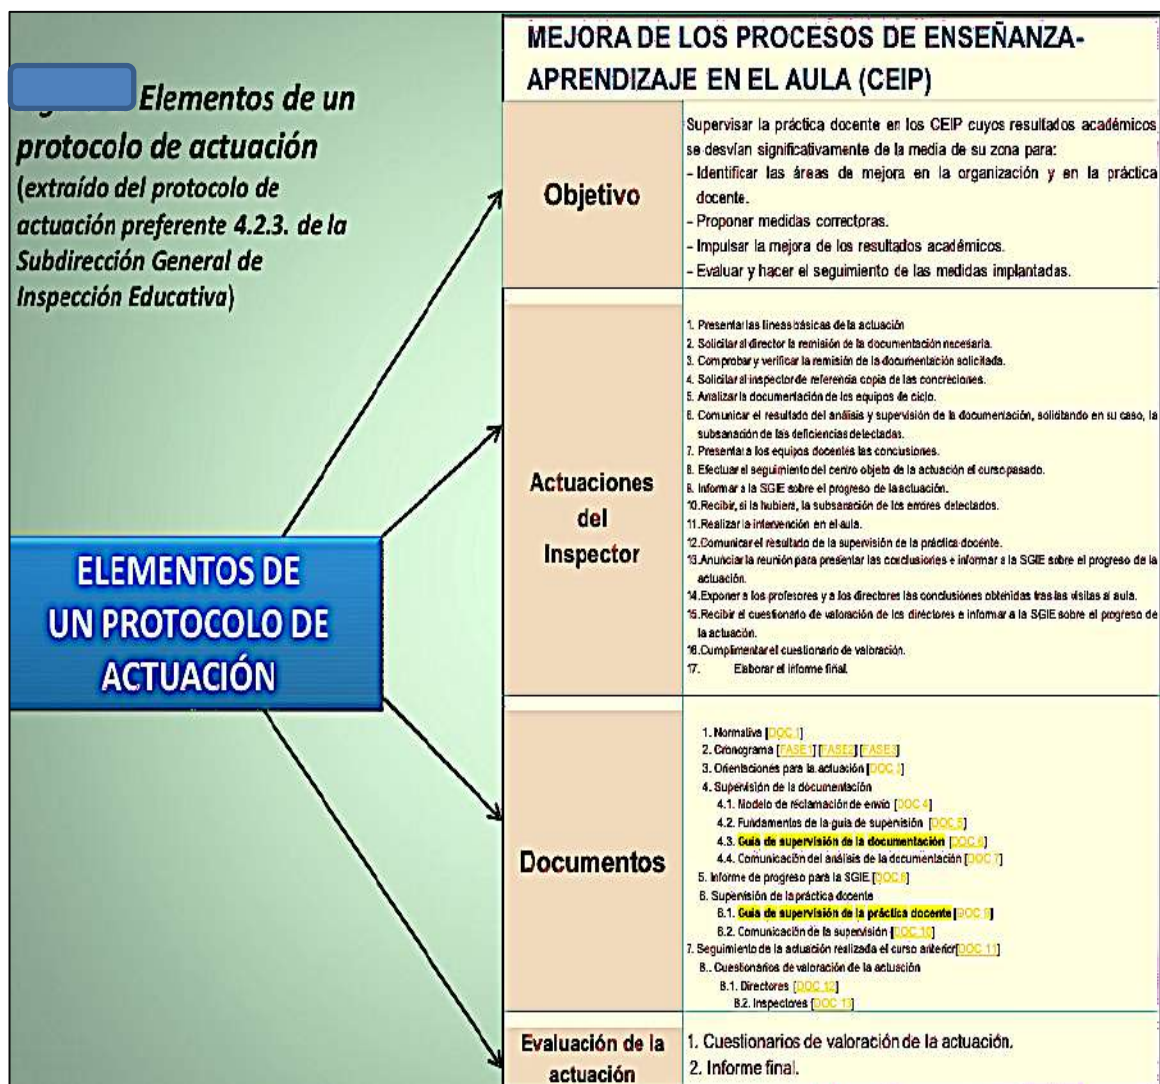 Elementos de un
protocolo de actuación
(extraído del protocolo de
actuación preferente 4.2.3. de la
Subdirección General de
Inspección Educativa)
ELEMENTOS DE
UN PROTOCOLO DE
ACTUACIÓN
MEJORA DE LOS PROCESOS DE ENSEÑANZA-
APRENDIZAJE EN EL AULA (CEIP)
Objetivo
Supervisar la práctica docente en los CEIP cuyos resultados académicos
se desvían significativamente de la media de su zona para:
- Identificar las áreas de mejora en la organización y en la práctica
docente.
- Proponer medidas correctoras.
- Impulsar la mejora de los resultados académicos.
- Evaluar y hacer el seguimiento de las medidas implantadas.
Actuaciones
del
Inspector
1. Presentar las líneas básicas de la actuación
2. Solicitar al director la remisión de la documentación necesaria.
3. Comprobar y verificar la remisión de la documentación solicitada.
4. Solicitar al inspector de referencia copia de las concreciones.
5. Analizar la documentación de los equipos de ciclo.
6. Comunicar el resultado del análisis y supervisión de la documentación, solicitando en su caso, la
subsanación de las deficiencias detectadas.
7. Presentar a los equipos docentes las conclusiones.
8. Efectuar el seguimiento del centro objeto de la actuación el curso pasado.
9. Informar a la SGIE sobre el progreso de la actuación.
10. Recibir, si la hubiera, la subsanación de los errores detectados.
11. Realizar la intervención en el aula.
12. Comunicar el resultado de la supervisión de la práctica docente.
13. Anunciar la reunión para presentar las conclusiones e informar a la SGIE sobre el progreso de la
actuación.
14. Exponer a los profesores y a los directores las conclusiones obtenidas tras las visitas al aula.
15. Recibir el cuestionario de valoración de los directores e informar a la SGIE sobre el progreso de
la actuación.
16. Cumplimentar el cuestionario de valoración.
17. Elaborar el informe final.
Documentos
1. Normativa [DOC 1]
2. Cronograma [FASE1] [FASE2] [FASE3]
3. Orientaciones para la actuación [DOC 3]
4. Supervisión de la documentación
4.1. Modelo de reclamación de envío [DOC 4]
4.2. Fundamentos de la guía de supervisión [DOC 5]
4.3. Guía de supervisión de la documentación [DOC 6]
4.4. Comunicación del análisis de la documentación [DOC 7]
5. Informe de progreso para la SGIE [DOC 8]
6. Supervisión de la práctica docente
6.1. Guía de supervisión de la práctica docente [DOC 9]
6.2. Comunicación de la supervisión [DOC 10]
7. Seguimiento de la actuación realizada el curso anterior [DOC 11]
8.. Cuestionarios de valoración de la actuación
8.1. Directores [DOC 12]
8.2. Inspectores [DOC 13]
Evaluación de la
actuación
1. Cuestionarios de valoración de la actuación.
2. Informe final.